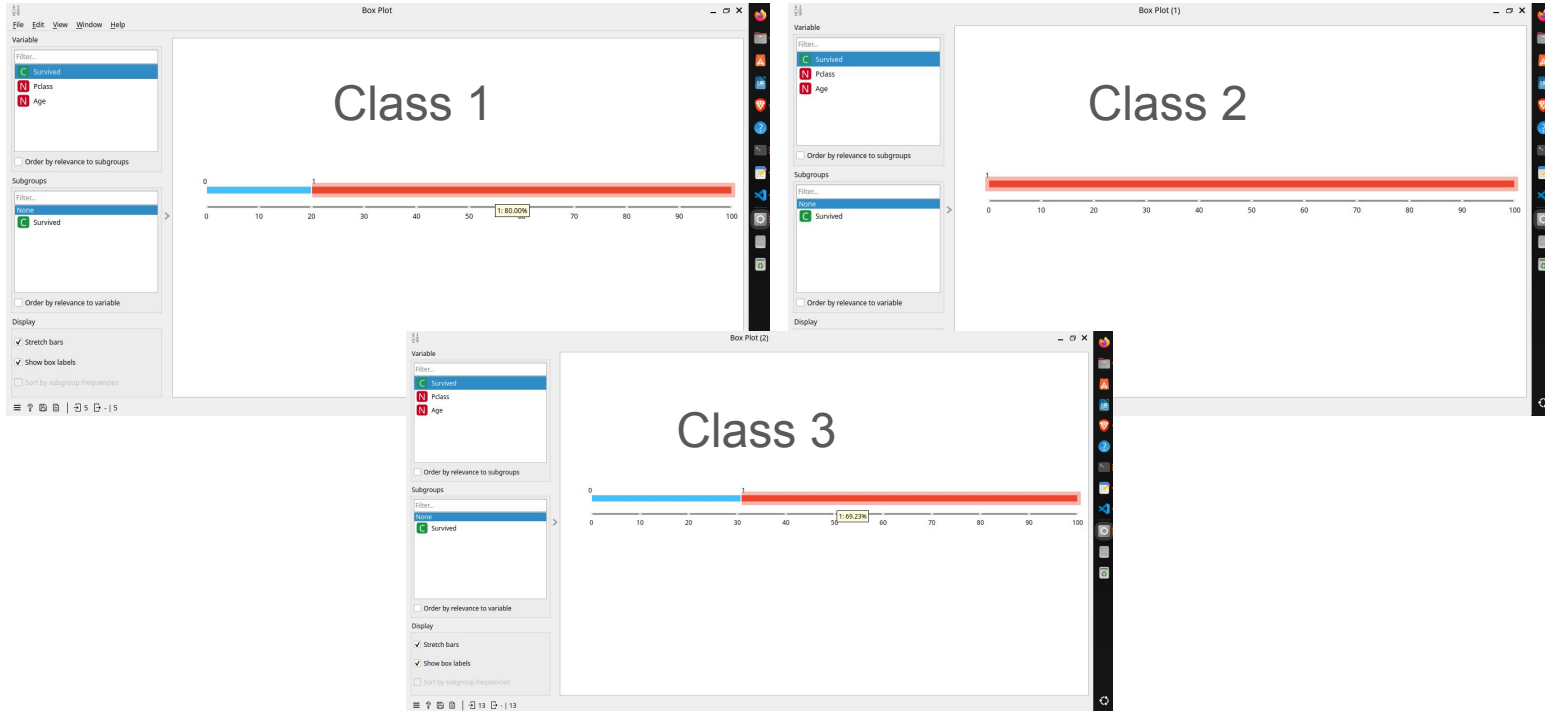 Box Plot
File Edit View Window Help
Variable
Filter...
C Survived
N Pclass
N Age
Order by relevance to subgroups
Subgroups
Filter...
None
C Survived
Order by relevance to variable
Display
Stretch bars
Show box labels
Sort by subgroup frequencies
5 - | 5
Class 1
0 1
1: 80.00%
0 10 20 30 40 50 60 70 80 90 100
Box Plot (1)
Variable
Filter...
C Survived
N Pclass
N Age
Order by relevance to subgroups
Subgroups
Filter...
None
C Survived
Order by relevance to variable
Display
Class 2
1
0 10 20 30 40 50 60 70 80 90 100
Box Plot (2)
Variable
Filter...
C Survived
N Pclass
N Age
Order by relevance to subgroups
Subgroups
Filter...
None
C Survived
Order by relevance to variable
Display
Stretch bars
Show box labels
Sort by subgroup frequencies
13 - | 13
Class 3
0 1
1: 69.23%
0 10 20 30 40 50 60 70 80 90 100